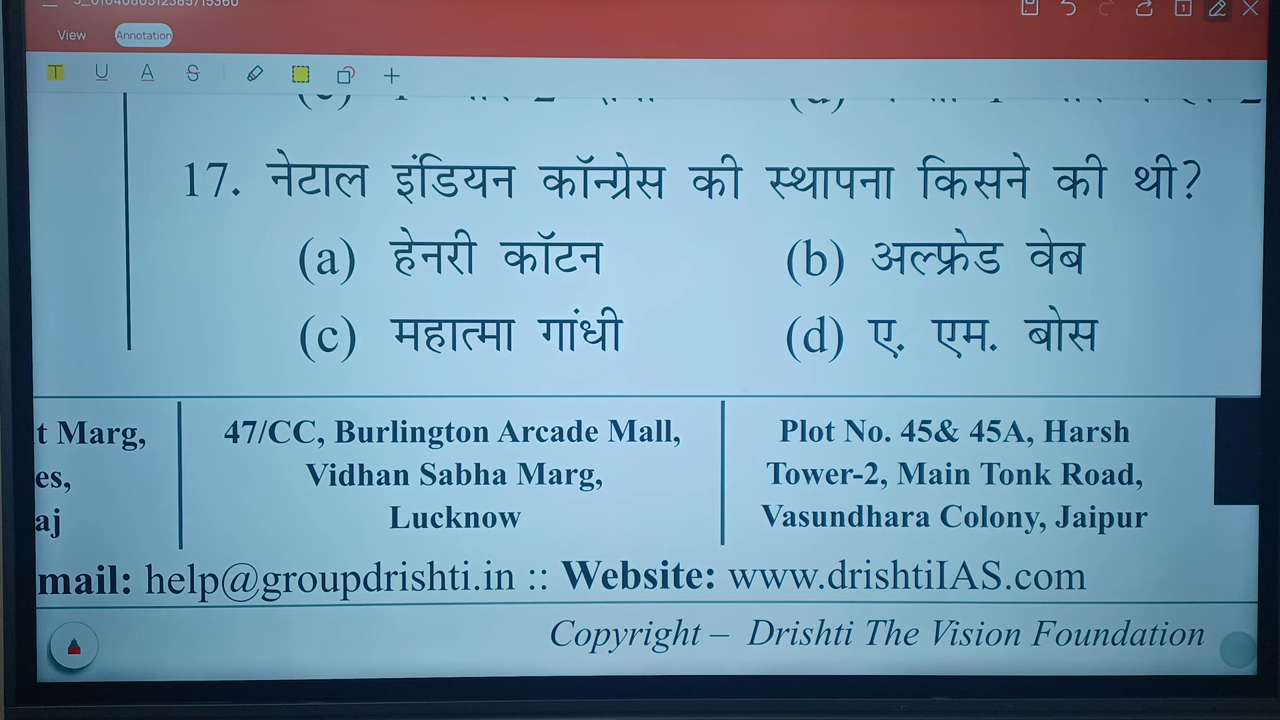 View Annotation
T U A S
17. नेटाल इंडियन कॉन्ग्रेस की स्थापना किसने की थी?
(a) हेनरी कॉटन (b) अल्फ्रेड वेब
(c) महात्मा गांधी (d) ए. एम. बोस
t Marg,
es,
aj
47/CC, Burlington Arcade Mall,
Vidhan Sabha Marg,
Lucknow
Plot No. 45& 45A, Harsh
Tower-2, Main Tonk Road,
Vasundhara Colony, Jaipur
mail: help@groupdrishti.in :: Website: www.drishtiIAS.com
Copyright – Drishti The Vision Foundation